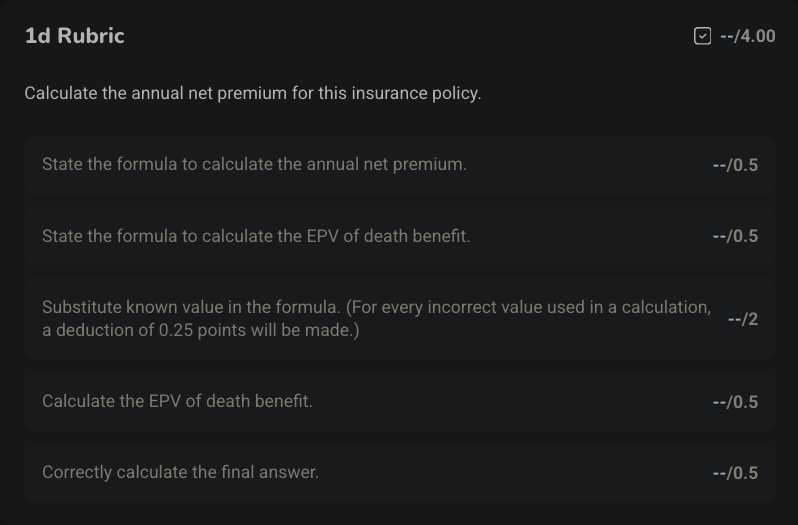 1d Rubric
--/4.00
Calculate the annual net premium for this insurance policy.
State the formula to calculate the annual net premium.
--/0.5
State the formula to calculate the EPV of death benefit.
--/0.5
Substitute known value in the formula. (For every incorrect value used in a calculation,
a deduction of 0.25 points will be made.)
--/2
Calculate the EPV of death benefit.
--/0.5
Correctly calculate the final answer.
--/0.5